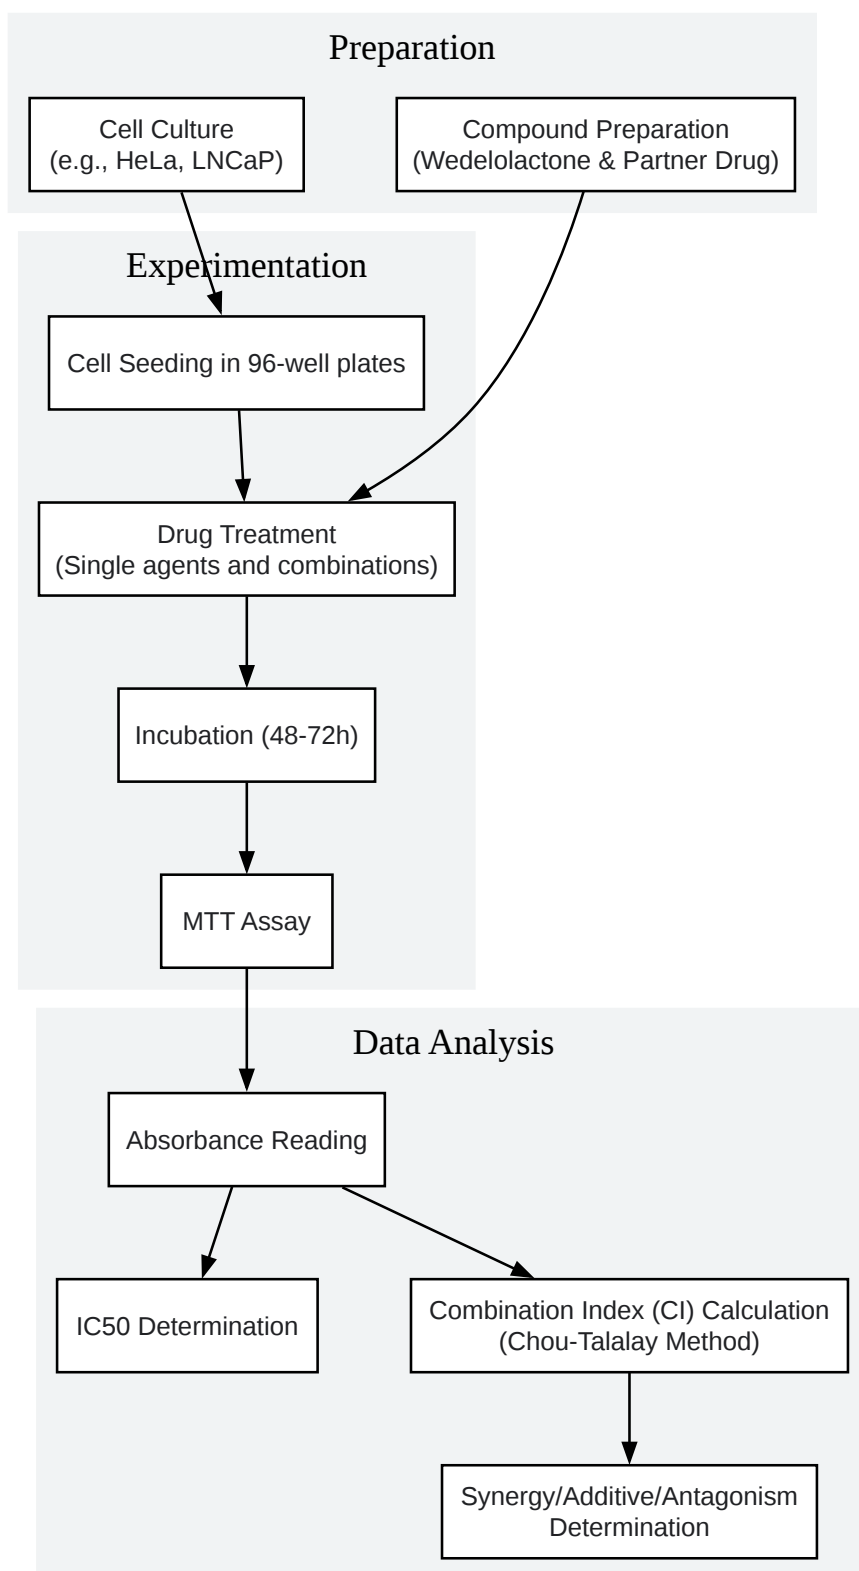 Preparation
Cell Culture
(e.g., HeLa, LNCaP)
Compound Preparation
(Wedelolactone & Partner Drug)
Experimentation
Cell Seeding in 96-well plates
Drug Treatment
(Single agents and combinations)
Incubation (48-72h)
MTT Assay
Data Analysis
Absorbance Reading
IC50 Determination
Combination Index (CI) Calculation
(Chou-Talalay Method)
Synergy/Additive/Antagonism
Determination